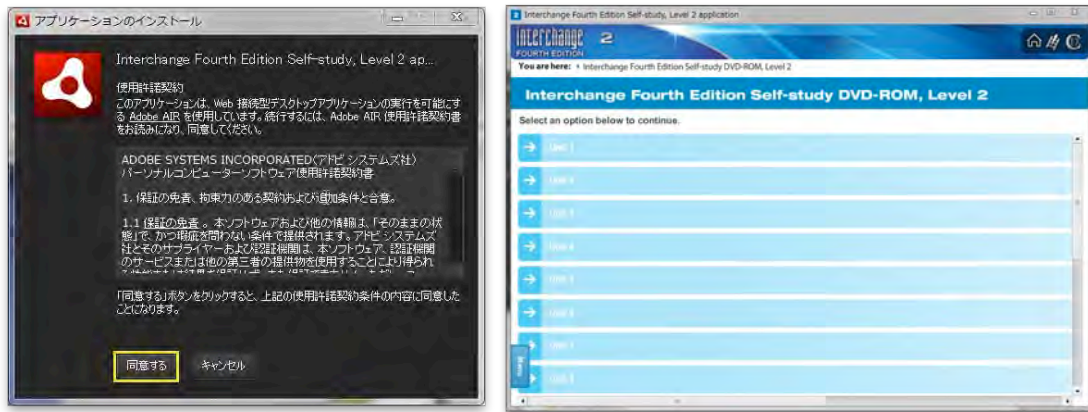 アプリケーションのインストール
Interchange Fourth Edition Self-study, Level 2 ap...
使用許諾契約
このアプリケーションは、Web 接続型デスクトップアプリケーションの実行を可能にす
る Adobe AIR を使用しています。続行するには、Adobe AIR 使用許諾契約書
をお読みになり、同意してください。
ADOBE SYSTEMS INCORPORATED(アドビ システムズ社)
パーソナルコンピューターソフトウェア使用許諾契約書
1. 保証の免責、拘束力のある契約および追加条件と合意。
1.1 保証の免責 。本ソフトウェアおよび他の情報は、「そのままの状
態」で、かつ瑕疵を問わない条件で提供されます。アドビ システムズ
社とそのサプライヤーおよび認証機関は、本ソフトウェア、認証機関
のサービスまたは他の第三者の提供物を使用することにより得られ
「同意する」ボタンをクリックすると、上記の使用許諾契約条件の内容に同意した
ことになります。
同意する
キャンセル
2 Interchange Fourth Edition Self-study, Level 2 application
interchange 2
FOURTH EDITION
You are here: Interchange Fourth Edition Self-study DVD-ROM, Level 2
Interchange Fourth Edition Self-study DVD-ROM, Level 2
Select an option below to continue.
Unit 1
Menu